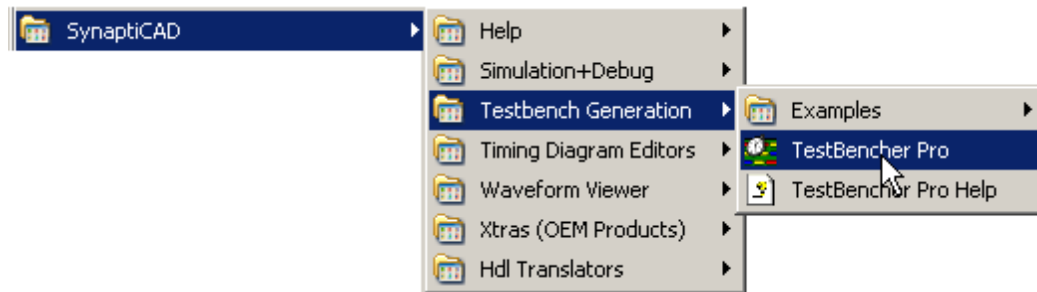 SynaptiCAD
Help
Simulation+Debug
Testbench Generation
Timing Diagram Editors
Waveform Viewer
Xtras (OEM Products)
Hdl Translators
Examples
TestBencher Pro
TestBencher Pro Help